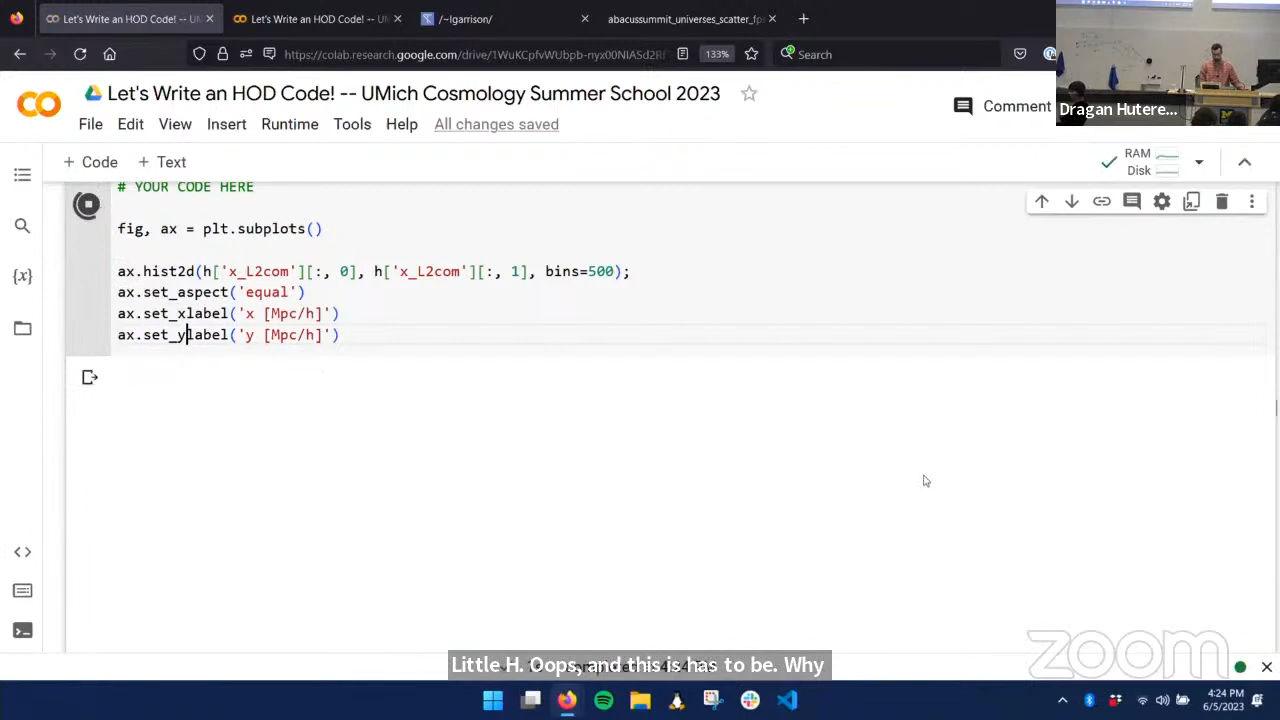 Let's Write an HOD Code! -- UMich
Let's Write an HOD Code! -- UMi
abacussummit_universes_scaled_f
https://colab.research.google.com/drive/
133%
Search
Let's Write an HOD Code! -- UMich Cosmology Summer School 2023
Comment
Dragan Hutere...
File Edit View Insert Runtime Tools Help All changes saved
+ Code + Text
RAM
Disk
# YOUR CODE HERE
fig, ax = plt.subplots()
ax.hist2d(h['x_L2com'][:, 0], h['x_L2com'][:, 1], bins=500);
ax.set_aspect('equal')
ax.set_xlabel('x [Mpc/h]')
ax.set_ylabel('y [Mpc/h]')
zoom
Little H. Oops, and this is has to be. Why
4:24 PM
6/5/2023